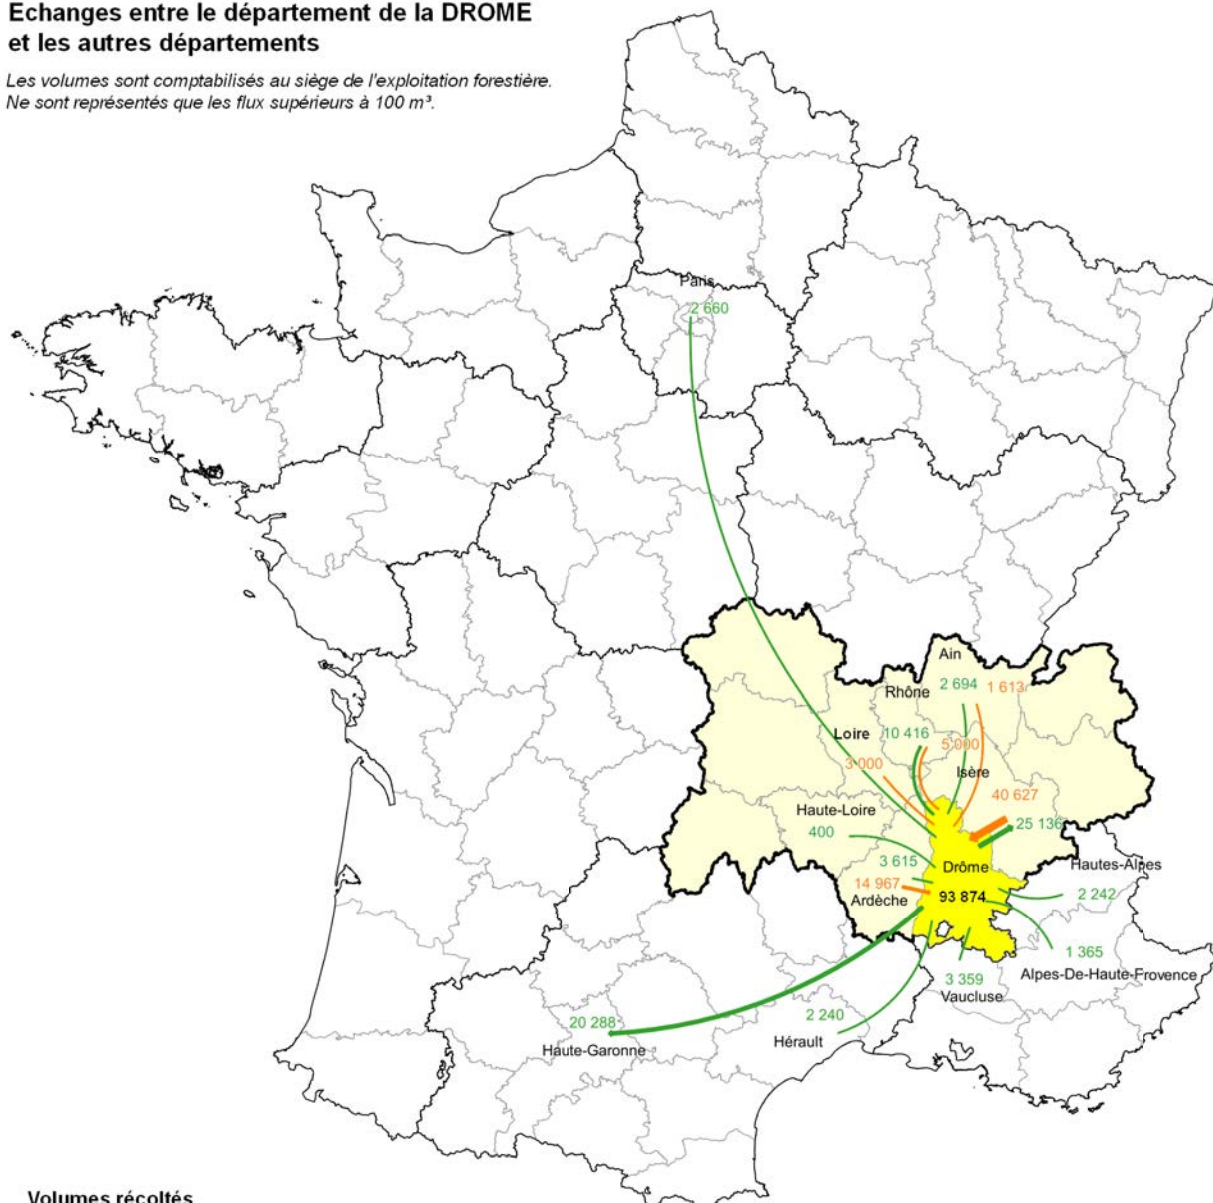 Echanges entre le département de la DROME
et les autres départements
Les volumes sont comptabilisés au siège de l'exploitation forestière.
Ne sont représentés que les flux supérieurs à 100 m³.
Paris
2 660
Ain
Rhône
2 694
1 613
Loire
10 416
5 000
3 000
Isère
40 627
Haute-Loire
400
25 136
3 615
Drôme
Hautes-Alpes
14 967
Ardèche
93 874
2 242
1 365
Alpes-De-Haute-Frovence
3 359
Vaucluse
20 288
2 240
Hérault
Haute-Garonne
Volumes récoltés